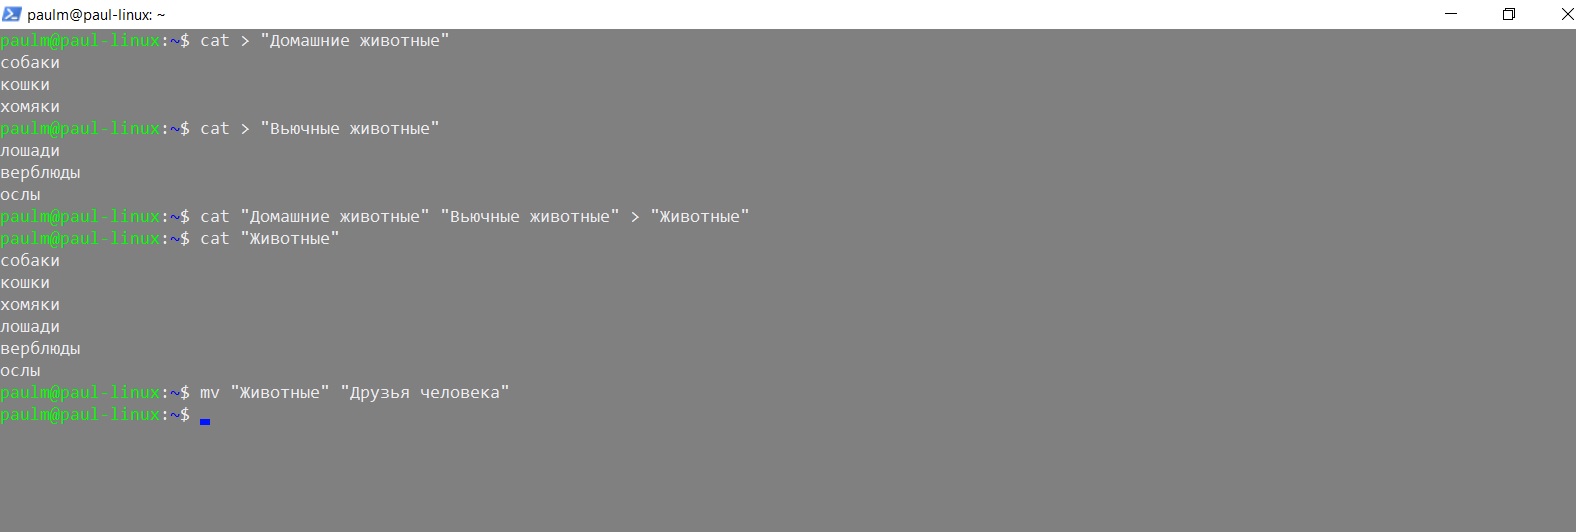 paulm@paul-linux: ~
paulm@paul-linux:~$ cat > "Домашние животные"
собаки
кошки
хомяки
paulm@paul-linux:~$ cat > "Вьючные животные"
лошади
верблюды
ослы
paulm@paul-linux:~$ cat "Домашние животные" "Вьючные животные" > "Животные"
paulm@paul-linux:~$ cat "Животные"
собаки
кошки
хомяки
лошади
верблюды
ослы
paulm@paul-linux:~$ mv "Животные" "Друзья человека"
paulm@paul-linux:~$